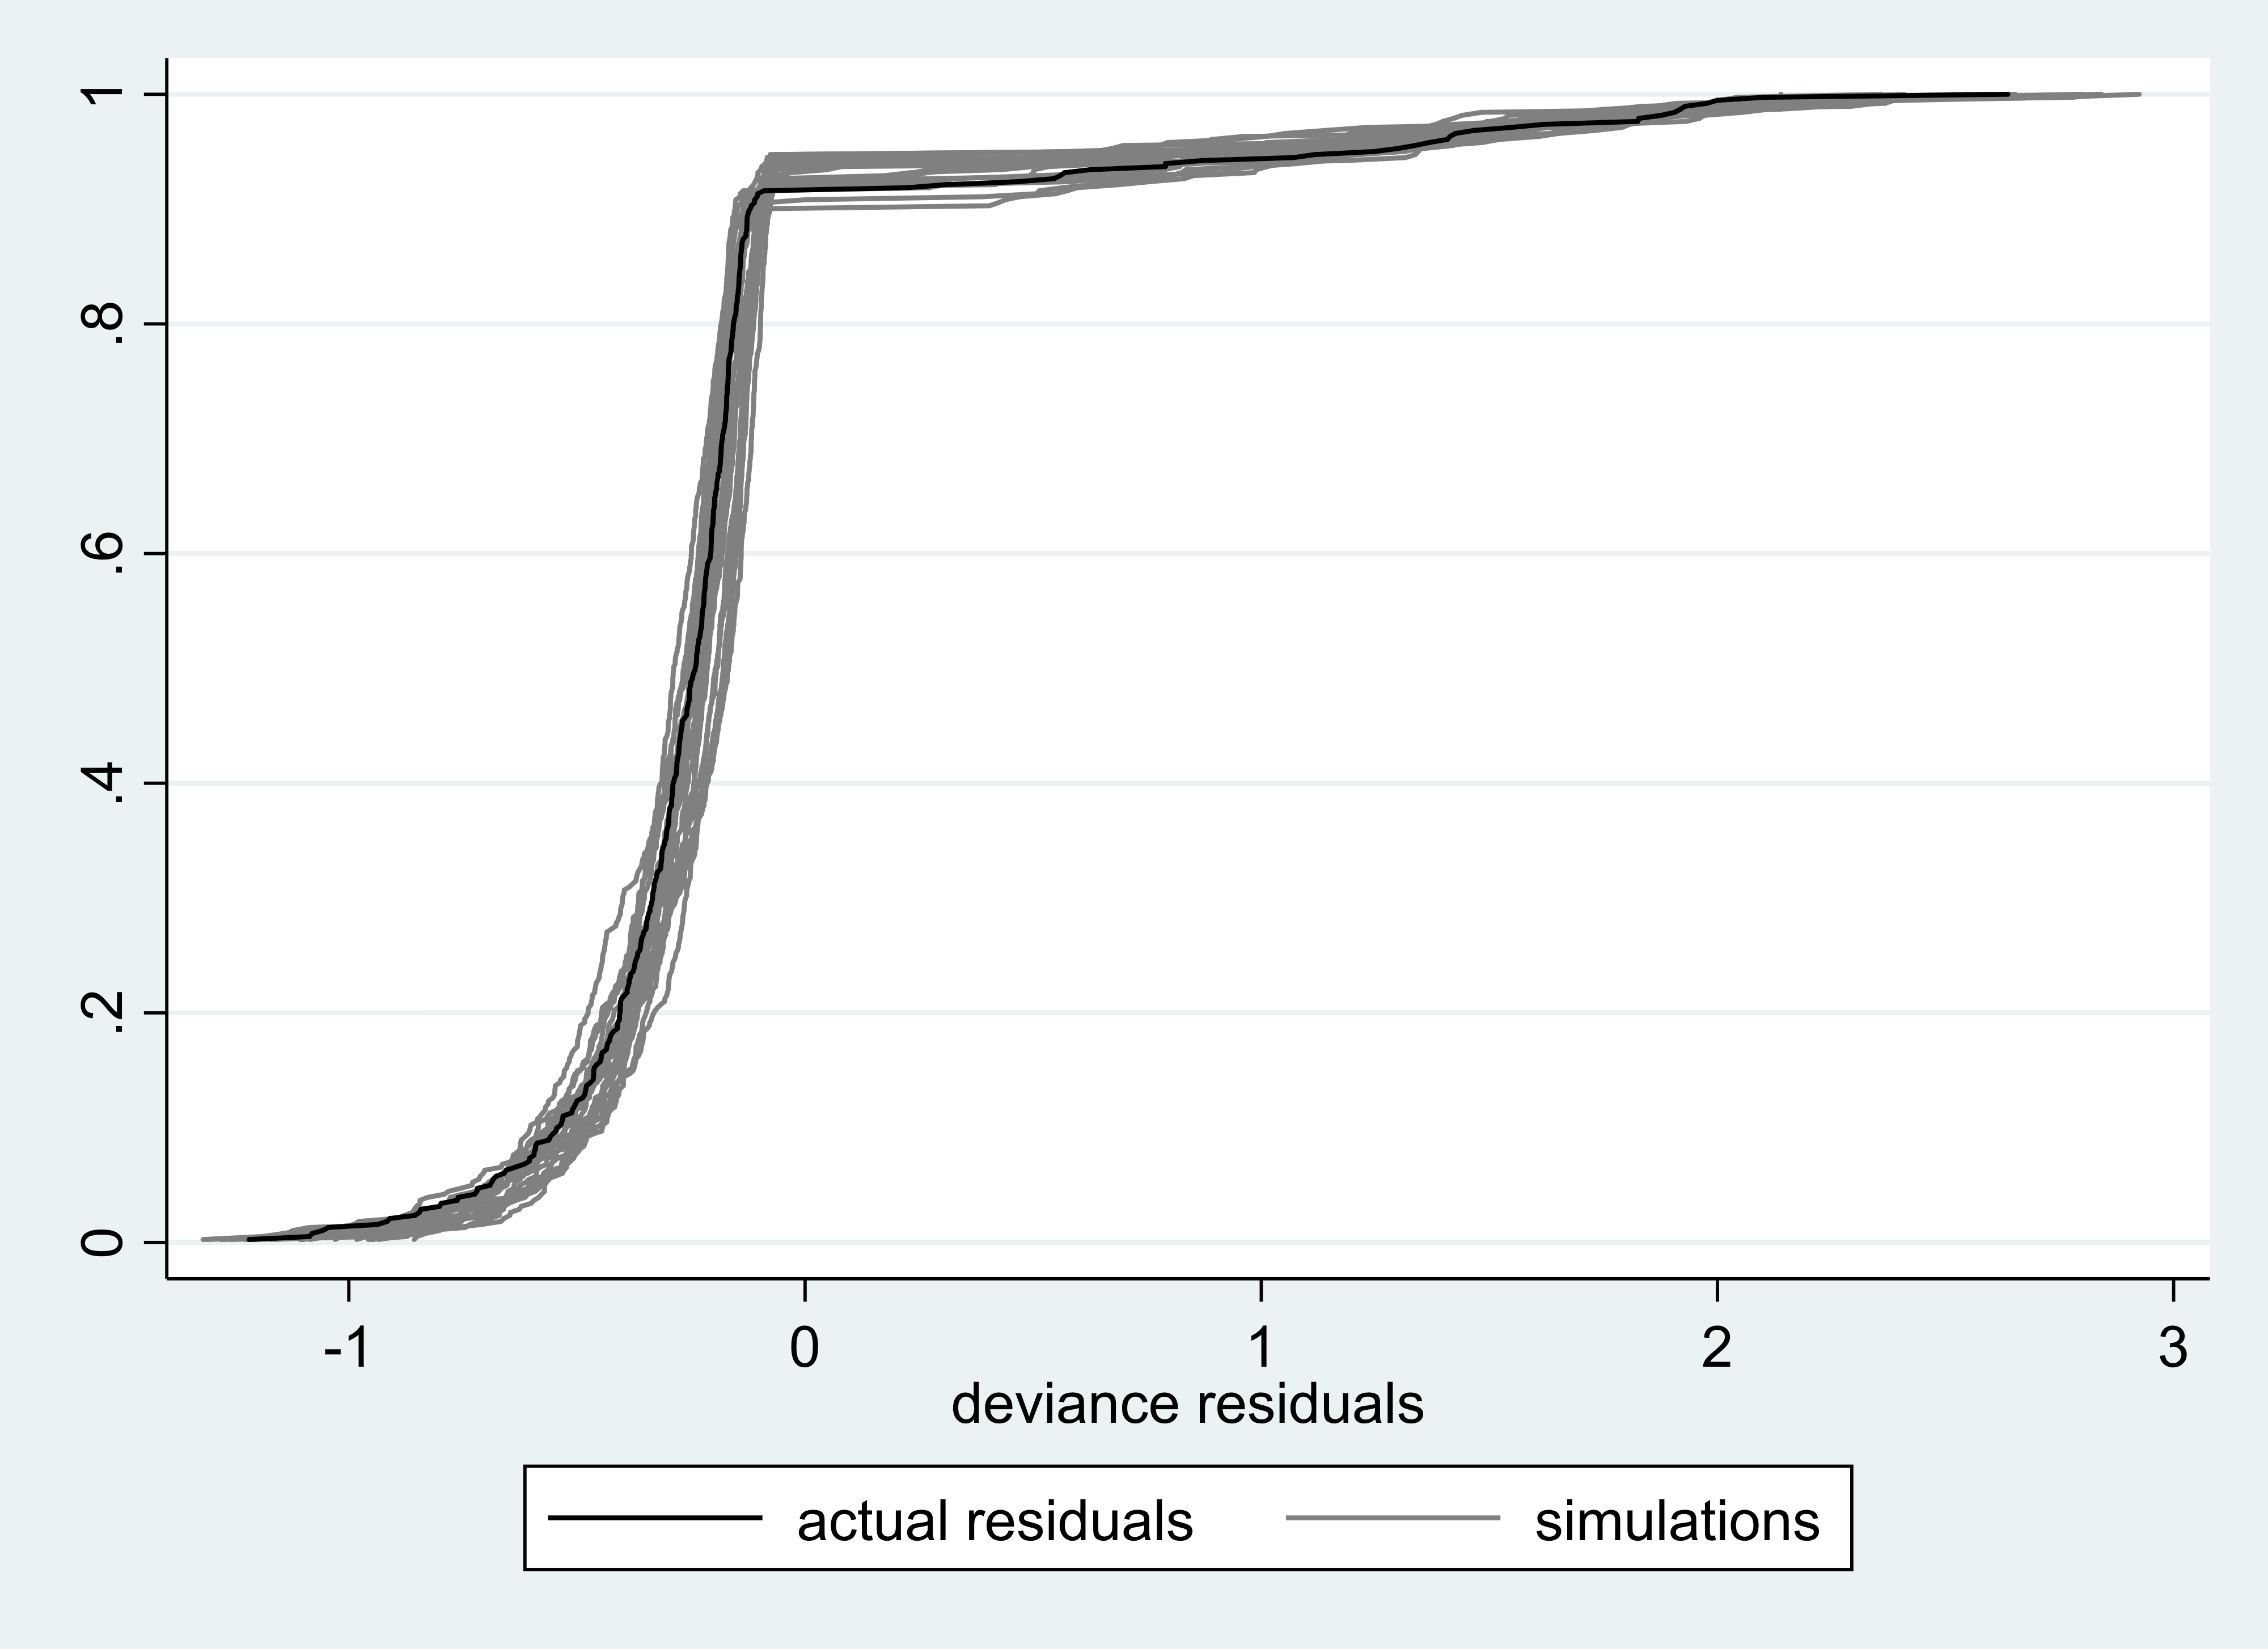 1
.8
.6
.4
.2
0
-1 0 1 2 3
deviance residuals
actual residuals simulations